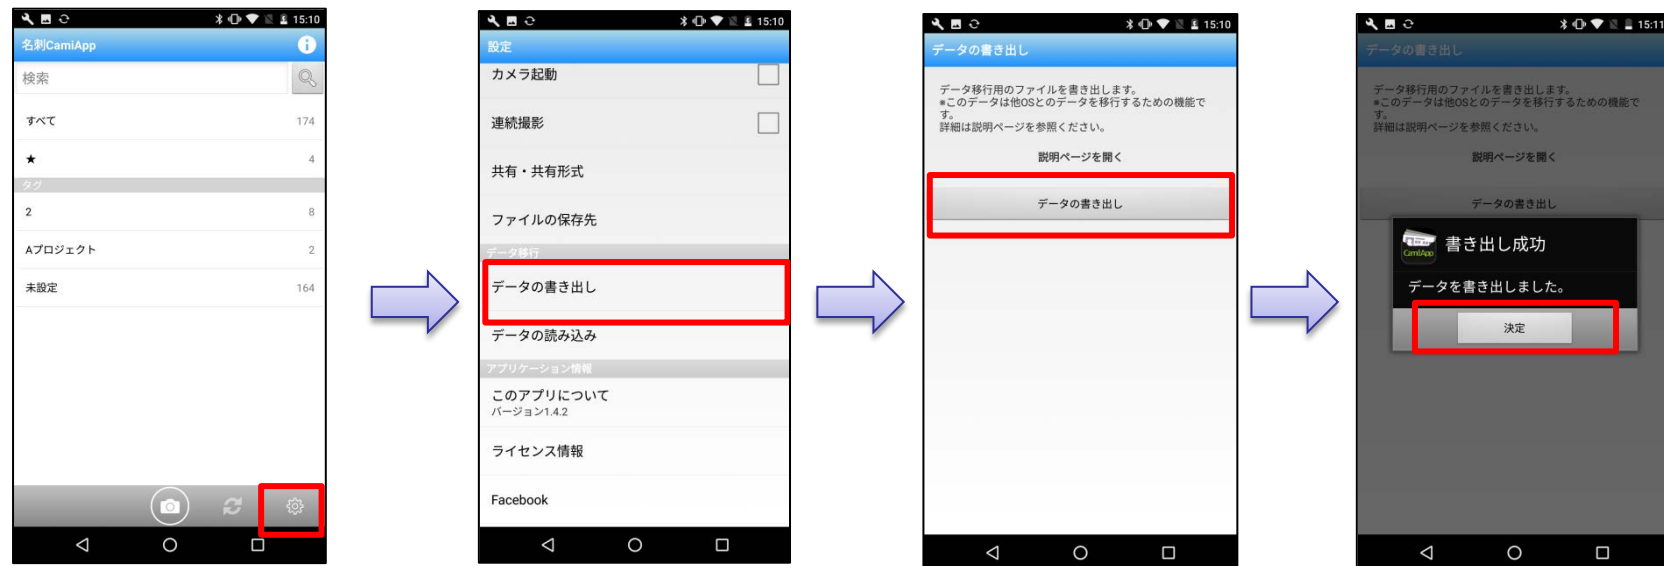 15:10
名刺CamiApp
検索
すべて 174
★ 4
タグ
2 8
Aプロジェクト 2
未設定 164
15:10
設定
カメラ起動
連続撮影
共有・共有形式
ファイルの保存先
データ移行
データの書き出し
データの読み込み
アプリケーション情報
このアプリについて
バージョン1.4.2
ライセンス情報
Facebook
15:10
データの書き出し
データ移行用のファイルを書き出します。
※このデータは他OSとのデータを移行するための機能で
す。
詳細は説明ページを参照ください。
説明ページを開く
データの書き出し
15:11
データの書き出し
データ移行用のファイルを書き出します。
※このデータは他OSとのデータを移行するための機能で
す。
詳細は説明ページを参照ください。
説明ページを開く
データの書き出し
CamiApp
書き出し成功
データを書き出しました。
決定